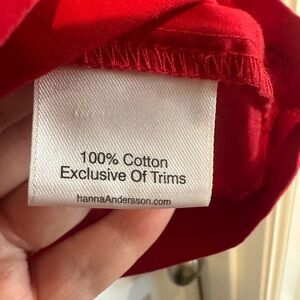 100% Cotton
Exclusive Of Trims
hannaAndersson.com